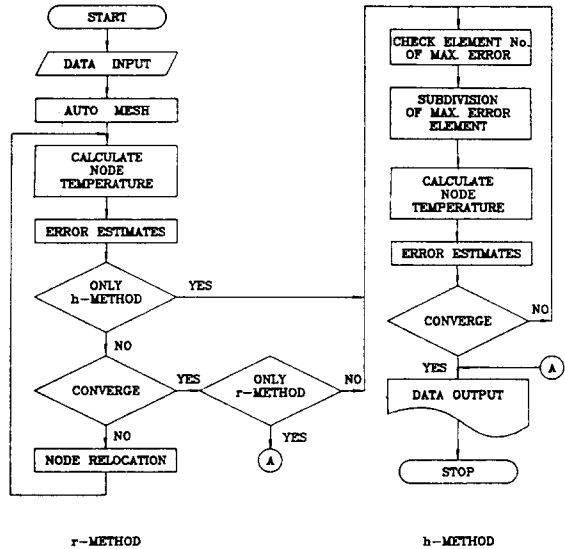 START
DATA INPUT
AUTO MESH
CALCULATE
NODE
TEMPERATURE
ERROR ESTIMATES
ONLY
h-METHOD
YES
NO
CONVERGE
YES
ONLY
r-METHOD
NO
NO
YES
NODE RELOCATION
A
r-METHOD
CHECK ELEMENT No.
OF MAX. ERROR
SUBDIVISION
OF MAX. ERROR
ELEMENT
CALCULATE
NODE
TEMPERATURE
ERROR ESTIMATES
CONVERGE
NO
YES
A
DATA OUTPUT
STOP
h-METHOD